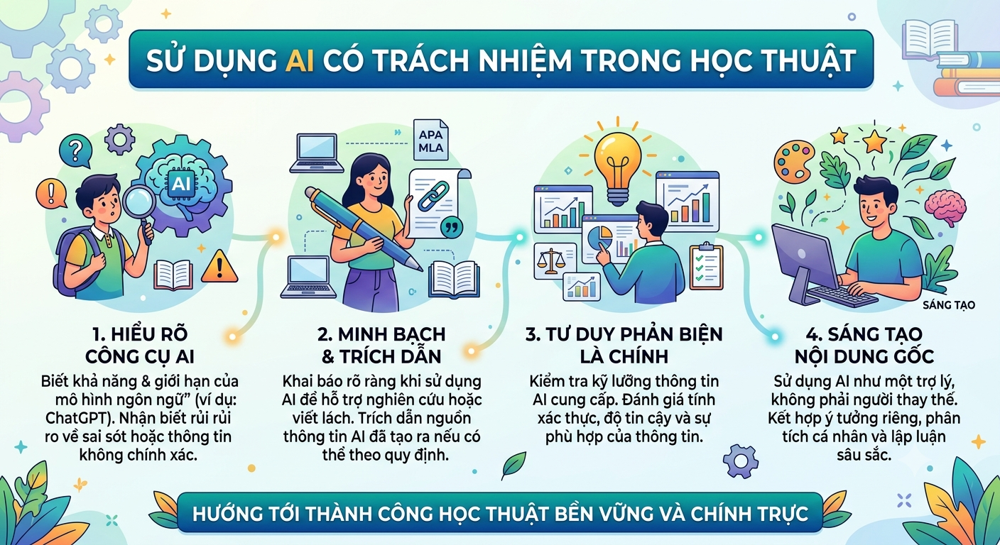 SỬ DỤNG AI CÓ TRÁCH NHIỆM TRONG HỌC THUẬT
?
!
AI
!
APA
MLA
SÁNG TẠO
1. HIỂU RÕ
CÔNG CỤ AI
Biết khả năng & giới hạn của
mô hình ngôn ngữ” (ví dụ:
ChatGPT). Nhận biết rủi rủi
ro về sai sót hoặc thông tin
không chính xác.
2. MINH BẠCH
& TRÍCH DẪN
Khai báo rõ ràng khi sử dụng
AI để hỗ trợ nghiên cứu hoặc
viết lách. Trích dẫn nguồn
thông tin AI đã tạo ra nếu có
thể theo quy định.
3. TƯ DUY PHẢN BIỆN
LÀ CHÍNH
Kiểm tra kỹ lưỡng thông tin
AI cung cấp. Đánh giá tính
xác thực, độ tin cậy và sự
phù hợp của thông tin.
4. SÁNG TẠO
NỘI DUNG GỐC
Sử dụng AI như một trợ lý,
không phải người thay thế.
Kết hợp ý tưởng riêng, phân
tích cá nhân và lập luận
sâu sắc.
HƯỚNG TỚI THÀNH CÔNG HỌC THUẬT BỀN VỮNG VÀ CHÍNH TRỰC